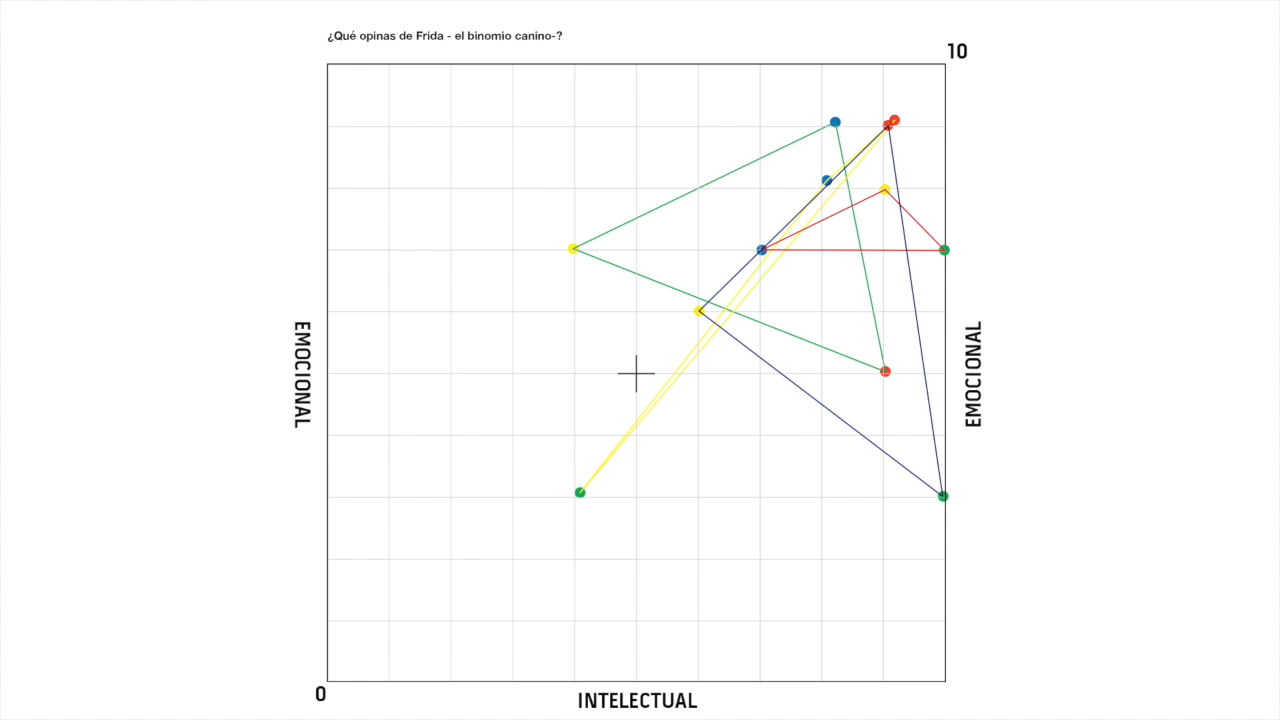 ¿Qué opinas de Frida - el binomio canino-?
10
EMOCIONAL
EMOCIONAL
0
INTELECTUAL